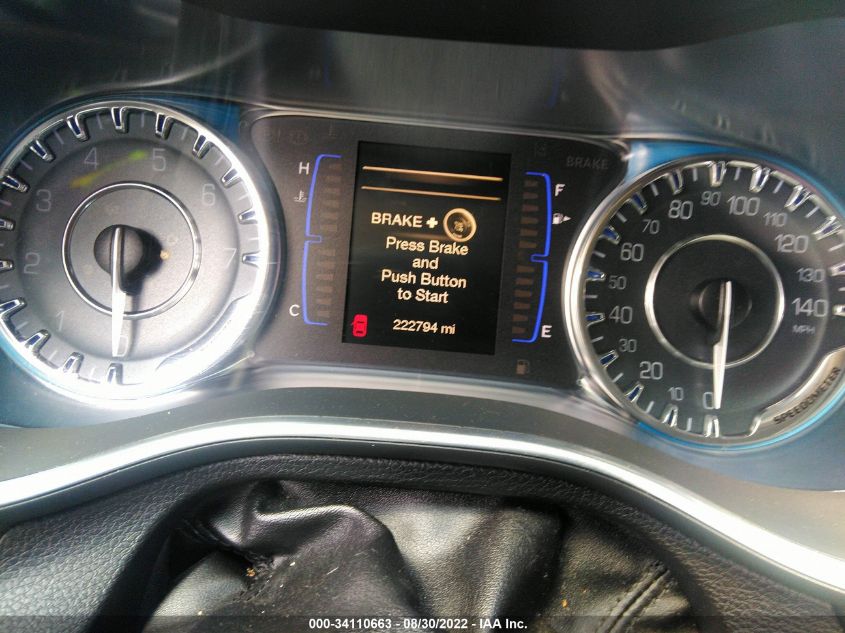 1
2
3
4
5
6
7
0
H
C
BRAKE +
Press Brake
and
Push Button
to Start
222794 mi
F
E
BRAKE
0
10
20
30
40
50
60
70
80
90
100
110
120
130
140
MPH
SPEEDOMETER
000-34110663 - 08/30/2022 - IAA Inc.